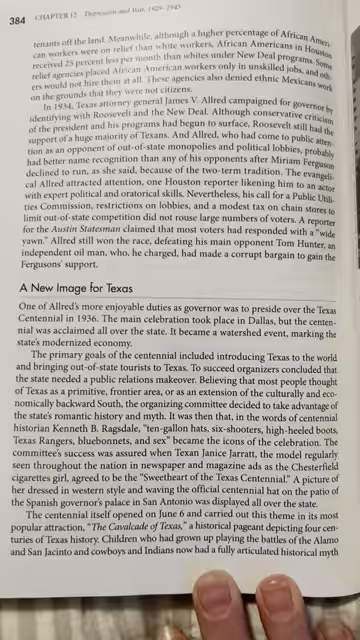 384 CHAPTER 12 Depression and War, 1929–1945
tenants off the land. Meanwhile, although a higher percentage of African Ameri-
can workers were on relief than white workers, African Americans in Houston
received 25 percent less per month than whites under New Deal programs. Some
relief agencies placed African American workers only in unskilled jobs, and oth-
ers would not hire them at all. These agencies also denied ethnic Mexicans work
on the grounds that they were not citizens.
In 1934, Texas attorney general James V. Allred campaigned for governor by
identifying with Roosevelt and the New Deal. Although conservative criticism
of the president and his programs had begun to surface, Roosevelt still had the
support of a huge majority of Texans. And Allred, who had come to public atten-
tion as an opponent of out-of-state monopolies and political lobbies, probably
had better name recognition than any of his opponents after Miriam Ferguson
declined to run, as she said, because of the two-term tradition. The evangeli-
cal Allred attracted attention, one Houston reporter likening him to an actor
with expert political and oratorical skills. Nevertheless, his call for a Public Utili-
ties Commission, restrictions on lobbies, and a modest tax on chain stores to
limit out-of-state competition did not rouse large numbers of voters. A reporter
for the Austin Statesman claimed that most voters had responded with a "wide
yawn." Allred still won the race, defeating his main opponent Tom Hunter, an
independent oil man, who, he charged, had made a corrupt bargain to gain the
Fergusons' support.
A New Image for Texas
One of Allred's more enjoyable duties as governor was to preside over the Texas
Centennial in 1936. The main celebration took place in Dallas, but the centen-
nial was acclaimed all over the state. It became a watershed event, marking the
state's modernized economy.
The primary goals of the centennial included introducing Texas to the world
and bringing out-of-state tourists to Texas. To succeed organizers concluded that
the state needed a public relations makeover. Believing that most people thought
of Texas as a primitive, frontier area, or as an extension of the culturally and eco-
nomically backward South, the organizing committee decided to take advantage of
the state's romantic history and myth. It was then that, in the words of centennial
historian Kenneth B. Ragsdale, "ten-gallon hats, six-shooters, high-heeled boots,
Texas Rangers, bluebonnets, and sex" became the icons of the celebration. The
committee's success was assured when Texan Janice Jarratt, the model regularly
seen throughout the nation in newspaper and magazine ads as the Chesterfield
cigarettes girl, agreed to be the "Sweetheart of the Texas Centennial." A picture of
her dressed in western style and waving the official centennial hat on the patio of
the Spanish governor's palace in San Antonio was displayed all over the state.
The centennial itself opened on June 6 and carried out this theme in its most
popular attraction, "The Cavalcade of Texas," a historical pageant depicting four cen-
turies of Texas history. Children who had grown up playing the battles of the Alamo
and San Jacinto and cowboys and Indians now had a fully articulated historical myth